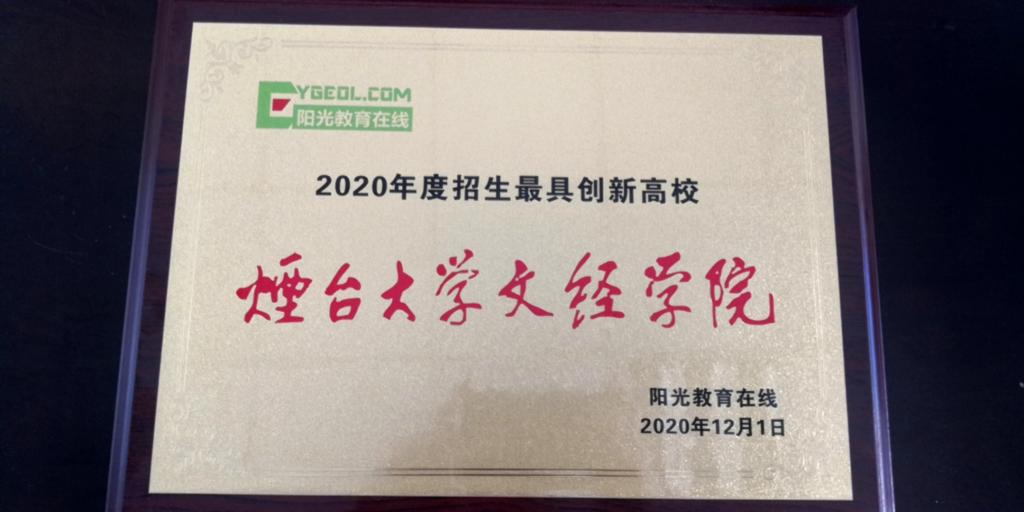 YGEOL.COM
阳光教育在线
2020年度招生最具创新高校
煙台大学文经学院
阳光教育在线
2020年12月1日